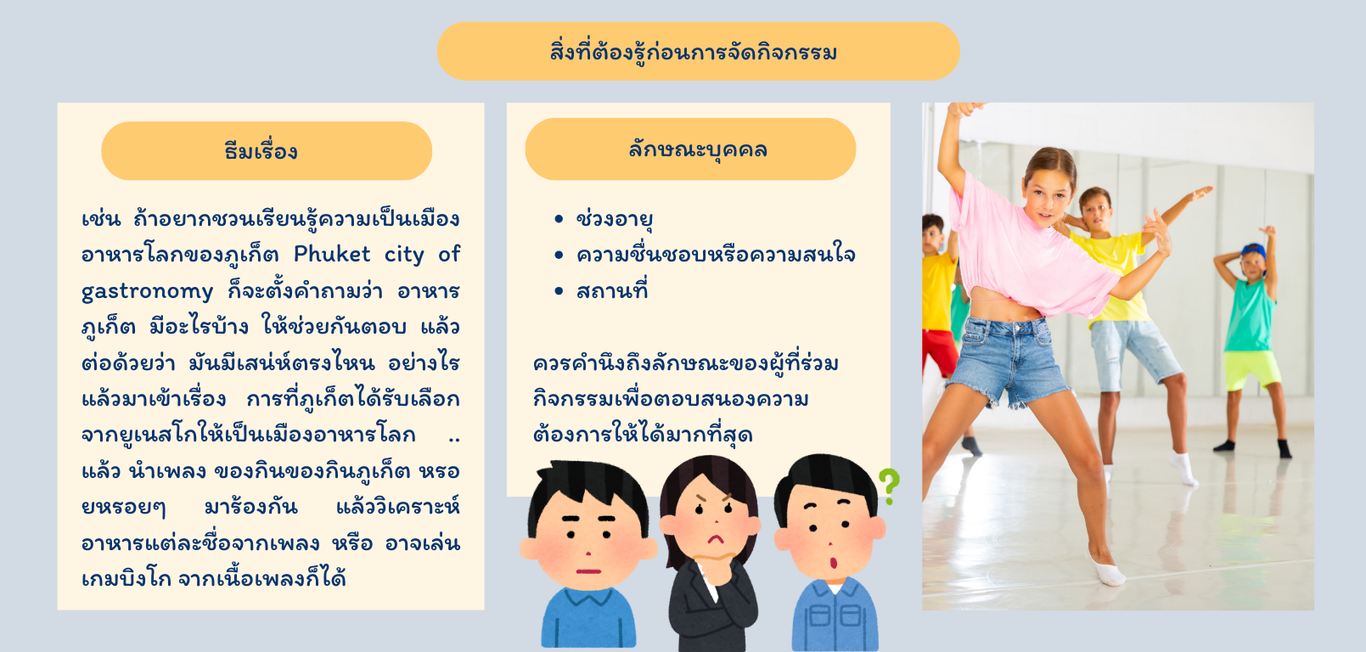 สิ่งที่ต้องรู้ก่อนการจัดกิจกรรม
ธีมเรื่อง
เช่น ถ้าอยากชวนเรียนรู้ความเป็นเมือง
อาหารโลกของภูเก็ต Phuket city of
gastronomy ก็จะตั้งคำถามว่า อาหาร
ภูเก็ต มีอะไรบ้าง ให้ช่วยกันตอบ แล้ว
ต่อด้วยว่า มันมีเสน่ห์ตรงไหน อย่างไร
แล้วมาเข้าเรื่อง การที่ภูเก็ตได้รับเลือก
จากยูเนสโกให้เป็นเมืองอาหารโลก ..
แล้ว นำเพลง ของกินของกินภูเก็ต หรอ
ยหรอยๆ มาร้องกัน แล้ววิเคราะห์
อาหารแต่ละชื่อจากเพลง หรือ อาจเล่น
เกมบิงโก จากเนื้อเพลงก็ได้
ลักษณะบุคคล
• ช่วงอายุ
• ความชื่นชอบหรือความสนใจ
• สถานที่
ควรคำนึงถึงลักษณะของผู้ที่ร่วม
กิจกรรมเพื่อตอบสนองความ
ต้องการให้ได้มากที่สุด
?